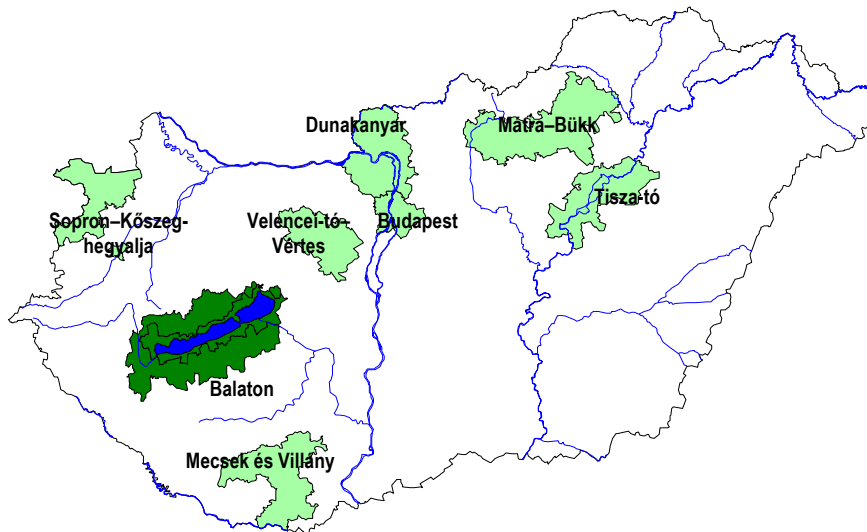 Dunakanyar
Mátra–Bükk
Tisza-tó
Sopron–Kőszeg-
hegyalja
Velencei-tó–
Vértes
Budapest
Balaton
Mecsek és Villány